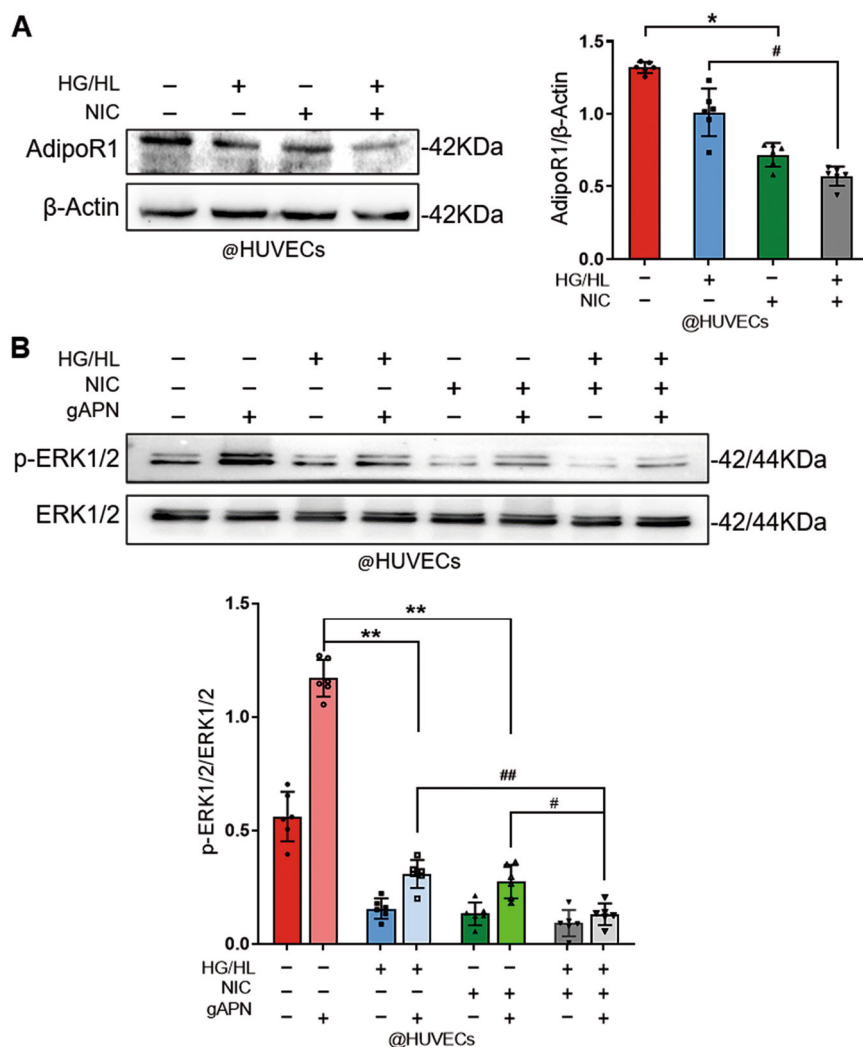 A
HG/HL − + − +
NIC − − + +
AdipoR1 -42KDa
β-Actin -42KDa
@HUVECs
* #
AdipoR1/β-Actin
1.5
1.0
0.5
0.0
HG/HL − + − +
NIC − − + +
@HUVECs
B
HG/HL − − + + − − + +
NIC − − − − + + + +
gAPN − + − + − + − +
p-ERK1/2 -42/44KDa
ERK1/2 -42/44KDa
@HUVECs
p-ERK1/2/ERK1/2
1.5
1.0
0.5
0.0
**
**
##
#
HG/HL − − + + − − + +
NIC − − − − + + + +
gAPN − + − + − + − +
@HUVECs